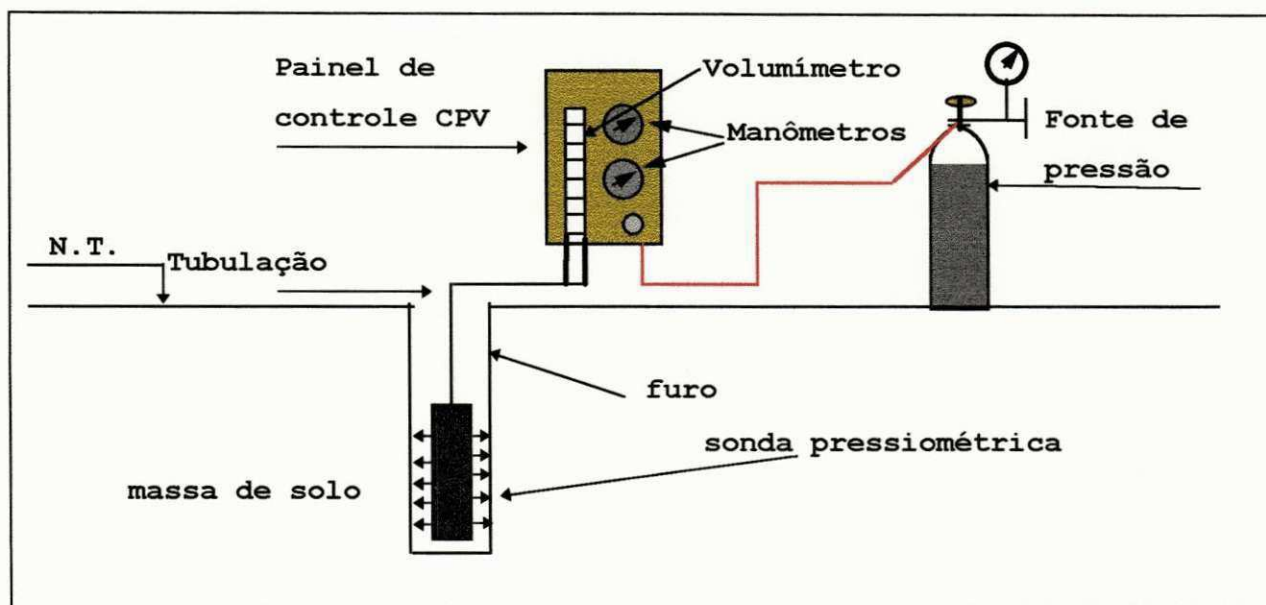 Painel de
controle CPV
Volumímetro
Manômetros
Fonte de
pressão
N.T.
Tubulação
furo
sonda pressiométrica
massa de solo